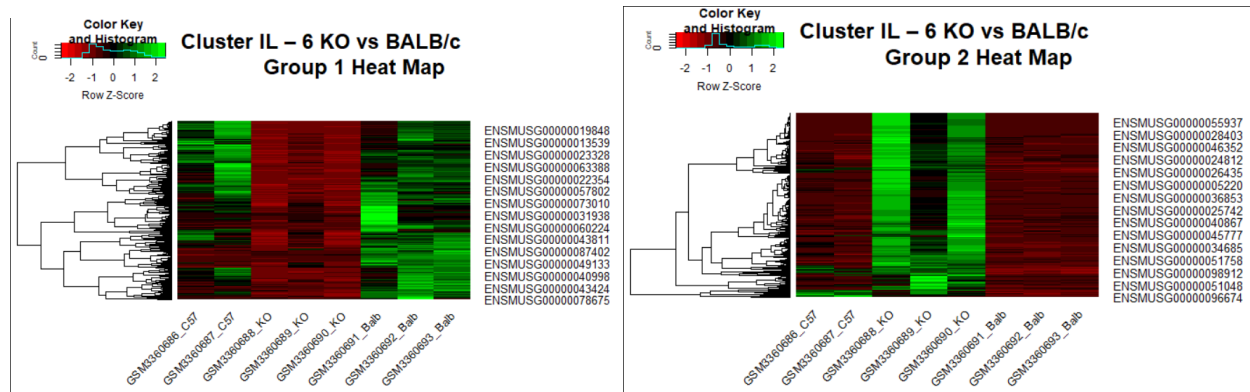 Color Key
and Histogram
Count
0
-2 -1 0 1 2
Row Z-Score
Cluster IL – 6 KO vs BALB/c
Group 1 Heat Map
ENSMUSG00000019848
ENSMUSG00000013539
ENSMUSG00000023328
ENSMUSG00000063388
ENSMUSG00000022354
ENSMUSG00000057802
ENSMUSG00000073010
ENSMUSG00000031938
ENSMUSG00000060224
ENSMUSG00000043811
ENSMUSG00000087402
ENSMUSG00000049133
ENSMUSG00000040998
ENSMUSG00000043424
ENSMUSG00000078675
GSM3360686_C57
GSM3360687_C57
GSM3360688_KO
GSM3360689_KO
GSM3360690_KO
GSM3360691_Balb
GSM3360692_Balb
GSM3360693_Balb
Color Key
and Histogram
Count
0
-2 -1 0 1 2
Row Z-Score
Cluster IL – 6 KO vs BALB/c
Group 2 Heat Map
ENSMUSG00000055937
ENSMUSG00000028403
ENSMUSG00000046352
ENSMUSG00000024812
ENSMUSG00000026435
ENSMUSG00000005220
ENSMUSG00000036853
ENSMUSG00000025742
ENSMUSG00000040867
ENSMUSG00000045777
ENSMUSG00000034685
ENSMUSG00000051758
ENSMUSG00000098912
ENSMUSG00000051048
ENSMUSG00000096674
GSM3360686_C57
GSM3360687_C57
GSM3360688_KO
GSM3360689_KO
GSM3360690_KO
GSM3360691_Balb
GSM3360692_Balb
GSM3360693_Balb